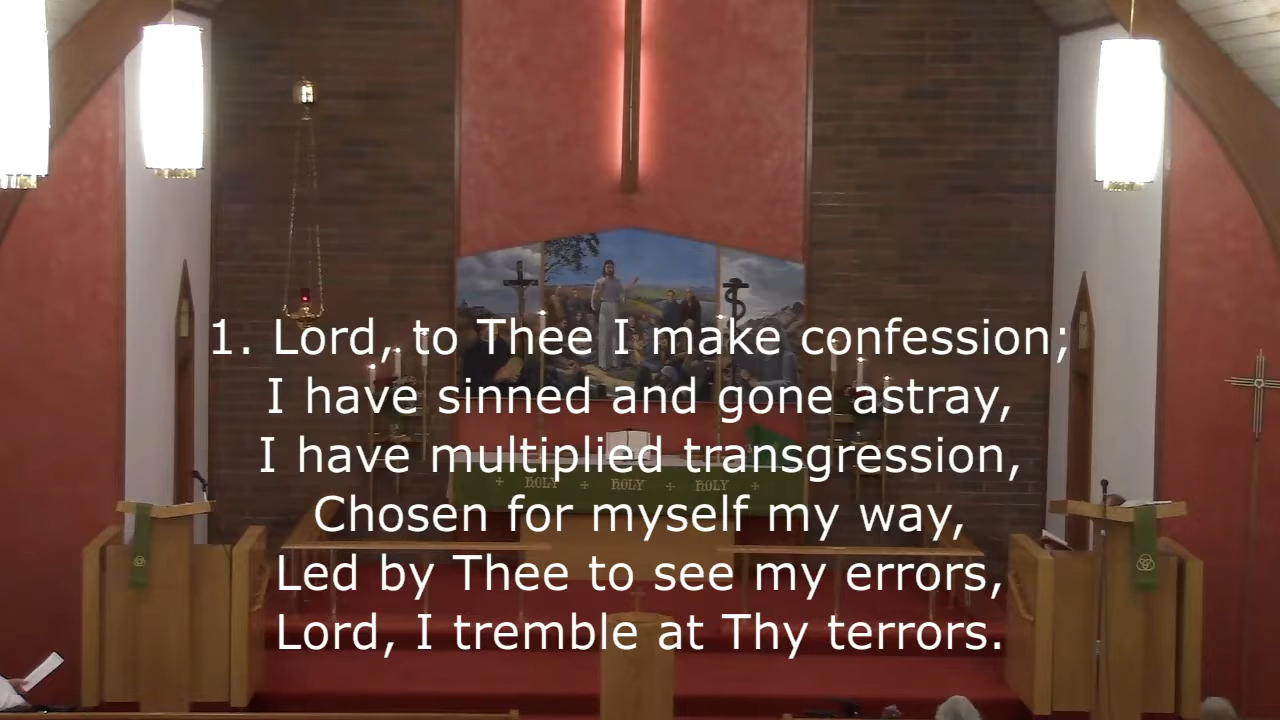 1. Lord, to Thee I make confession;
I have sinned and gone astray,
I have multiplied transgression,
Chosen for myself my way,
Led by Thee to see my errors,
Lord, I tremble at Thy terrors.
HOLY HOLY HOLY